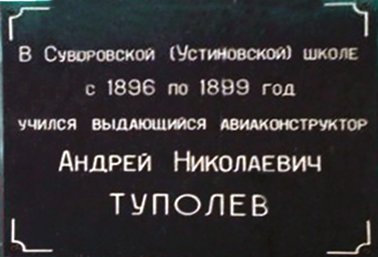 В Суворовской (Устиновской) школе
с 1896 по 1899 год
учился выдающийся авиаконструктор
Андрей Николаевич
ТУПОЛЕВ